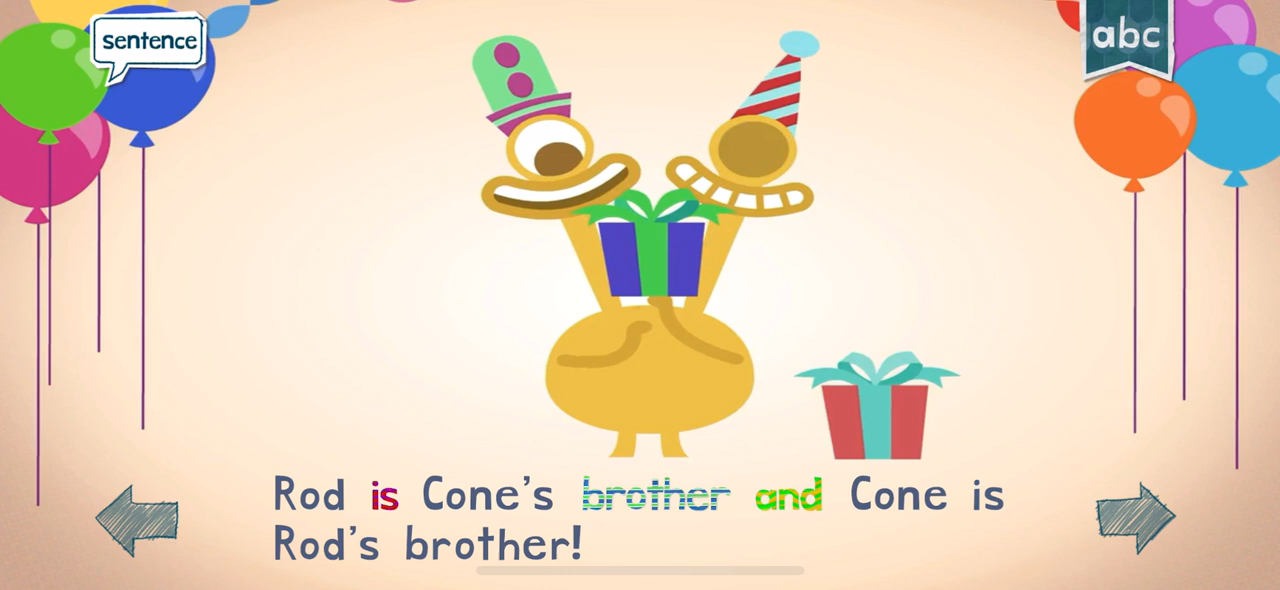 sentence
abc
Rod is Cone's brother and Cone is
Rod's brother!